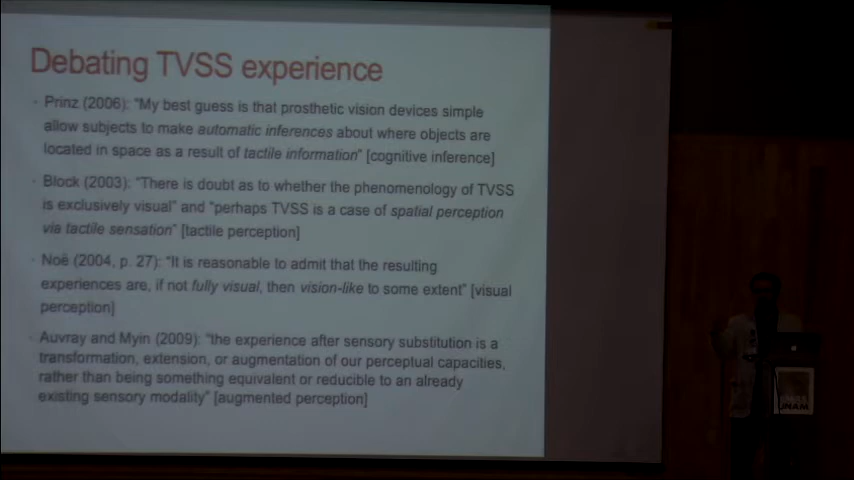 Debating TVSS experience
- Prinz (2006): "My best guess is that prosthetic vision devices simple
allow subjects to make automatic inferences about where objects are
located in space as a result of tactile information" [cognitive inference]
- Block (2003): "There is doubt as to whether the phenomenology of TVSS
is exclusively visual" and "perhaps TVSS is a case of spatial perception
via tactile sensation" [tactile perception]
- Noë (2004, p. 27): "It is reasonable to admit that the resulting
experiences are, if not fully visual, then vision-like to some extent" [visual
perception]
- Auvray and Myin (2009): "the experience after sensory substitution is a
transformation, extension, or augmentation of our perceptual capacities,
rather than being something equivalent or reducible to an already
existing sensory modality" [augmented perception]
UNAM